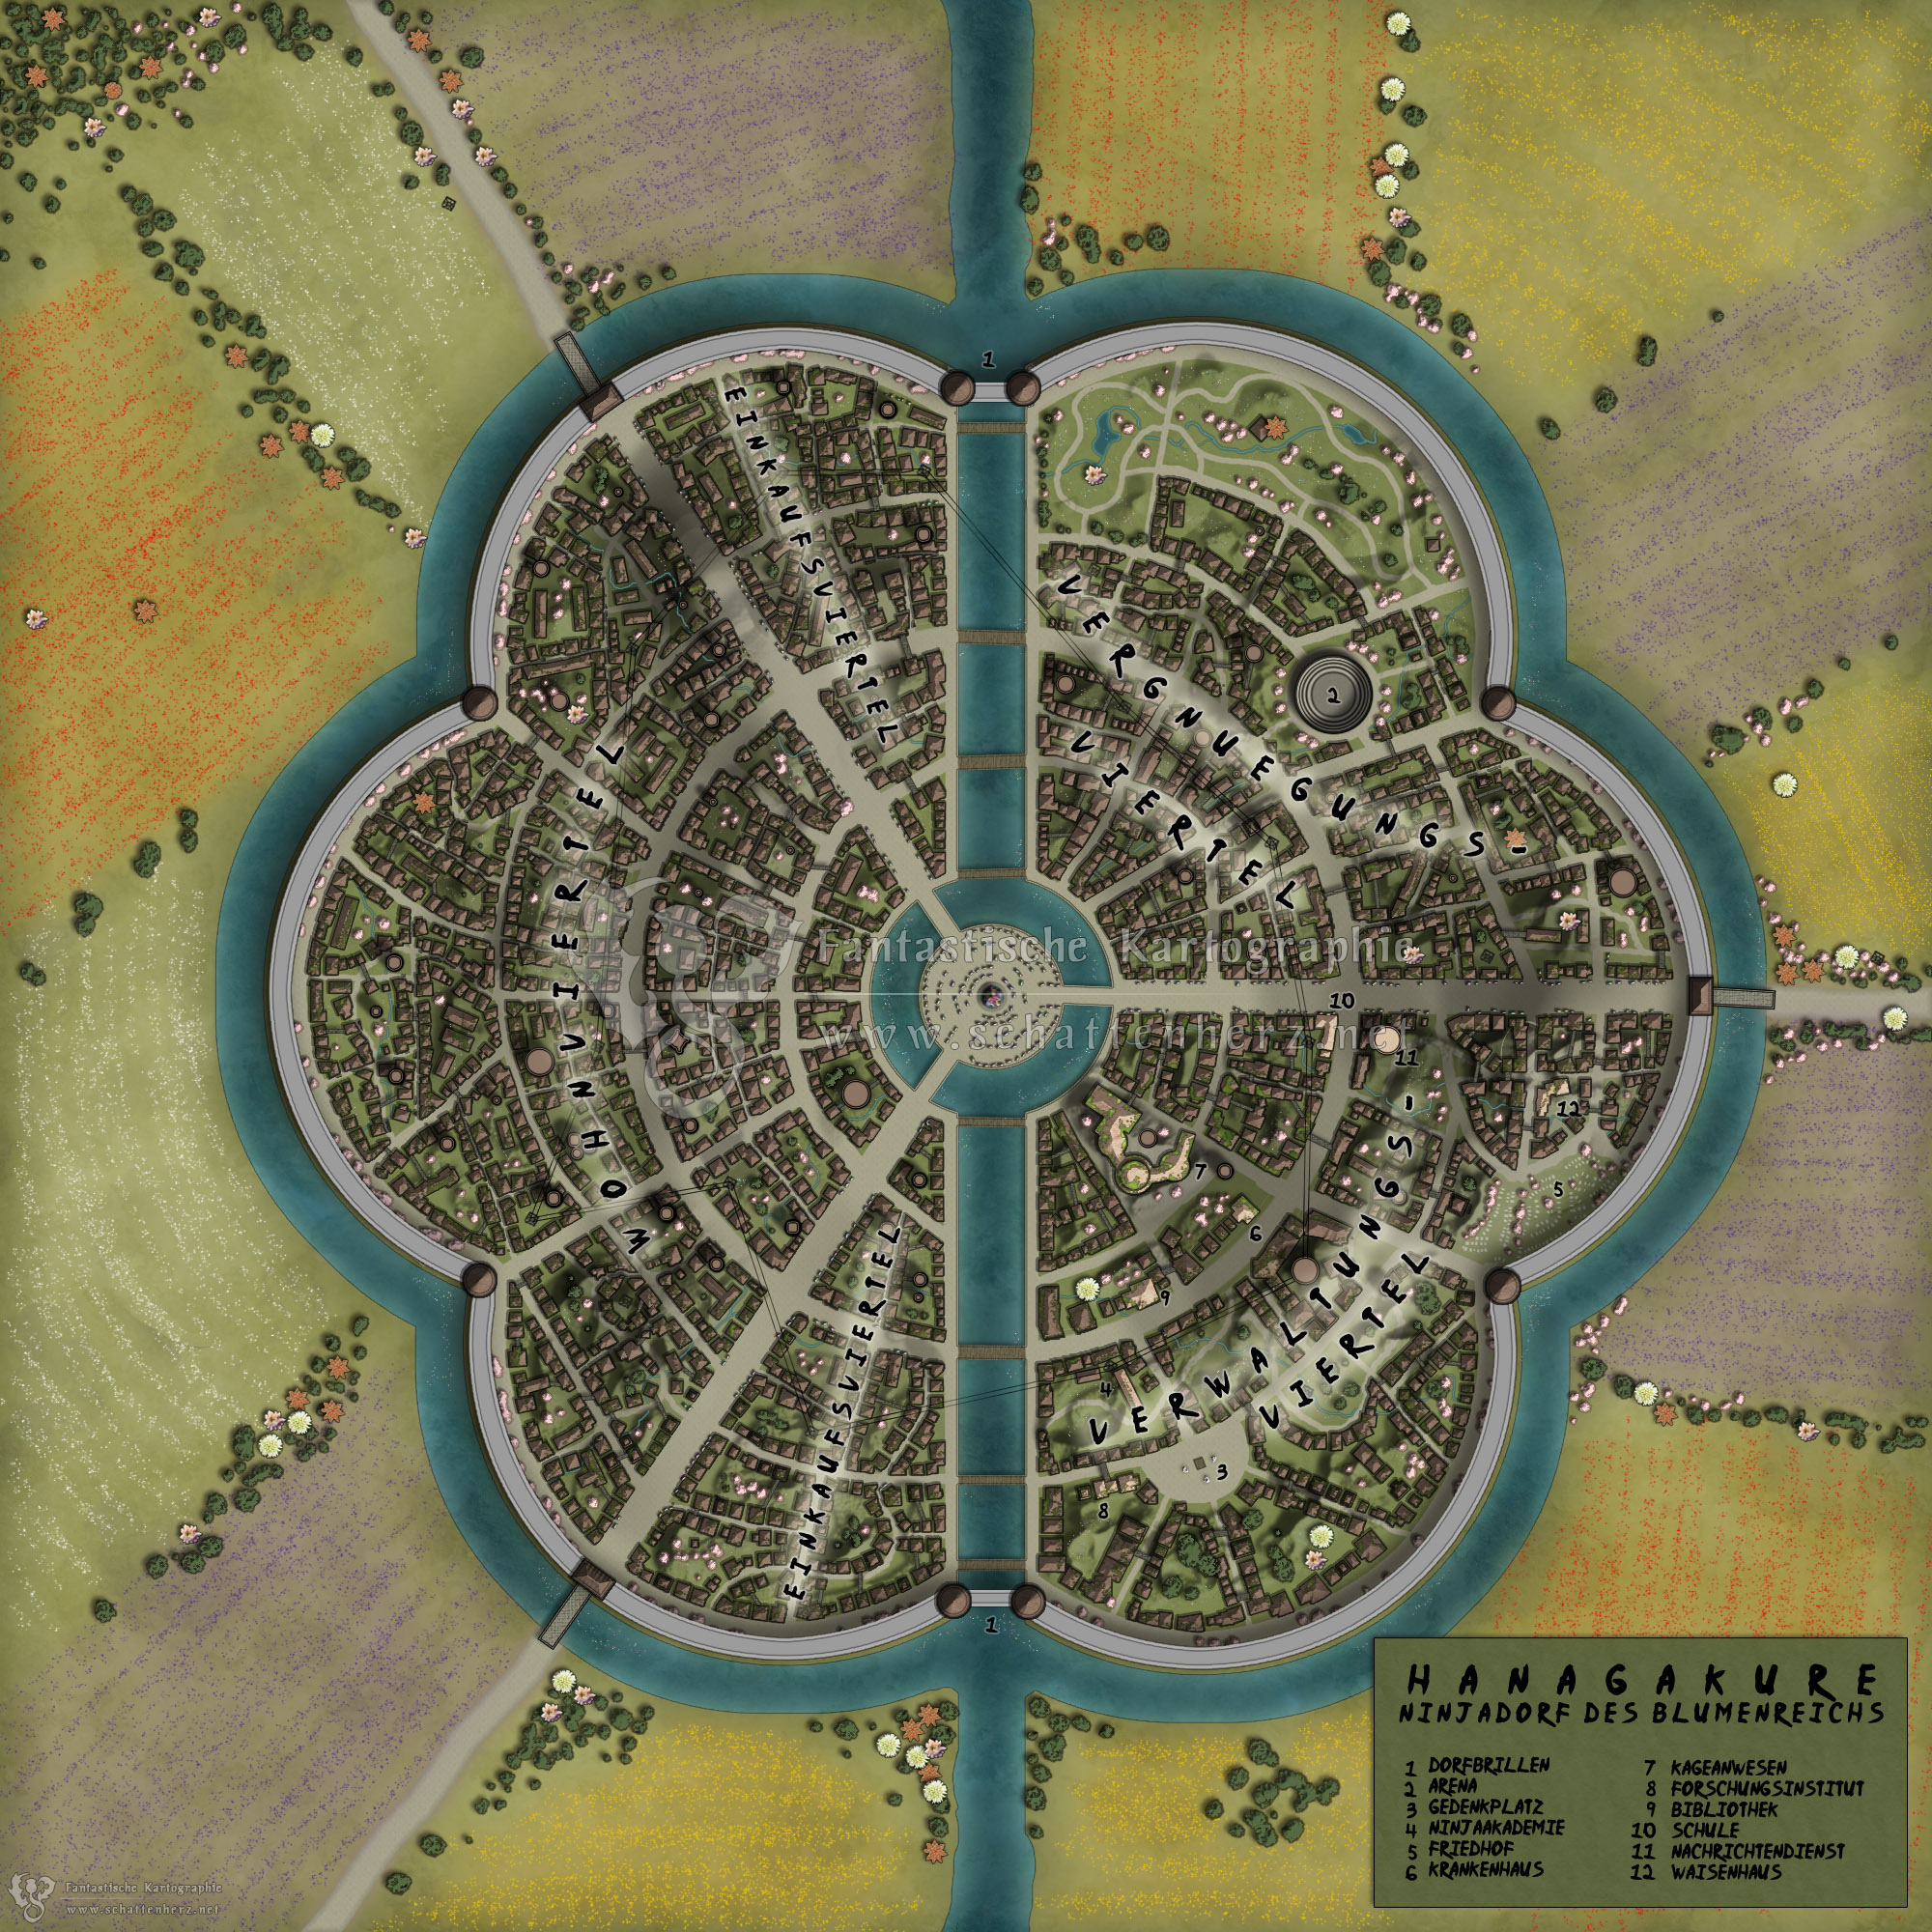 1
EINKAUFSVIERTEL
VERGNUEGUNGS-
VIERTEL
2
WOHNVIERTEL
Fantastische Kartographie
www.schattenherz.net
10
11
12
7
5
6
9
VERWALTUNGS-
VIERTEL
4
3
8
EINKAUFSVIERTEL
1
HANAGAKURE
NINJADORF DES BLUMENREICHS
1 DORFBRILLEN
2 ARENA
3 GEDENKPLATZ
4 NINJAAKADEMIE
5 FRIEDHOF
6 KRANKENHAUS
7 KAGEANWESEN
8 FORSCHUNGSINSTITUT
9 BIBLIOTHEK
10 SCHULE
11 NACHRICHTENDIENST
12 WAISENHAUS
Fantastische Kartographie
www.schattenherz.net